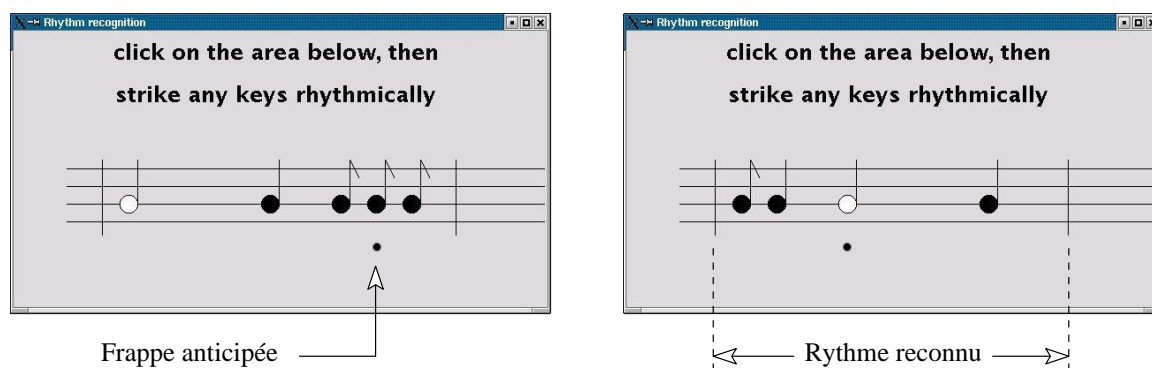 Rhythm recognition
click on the area below, then
strike any keys rhythmically
Frappe anticipée
Rhythm recognition
click on the area below, then
strike any keys rhythmically
Rythme reconnu